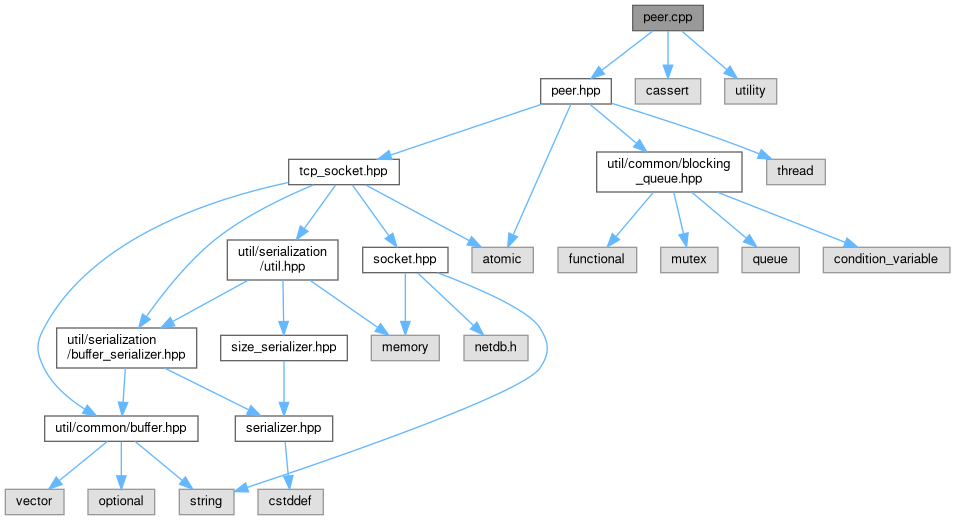 peer.cpp
peer.hpp
cassert
utility
tcp_socket.hpp
util/common/blocking
_queue.hpp
thread
util/serialization
/util.hpp
socket.hpp
atomic
functional
mutex
queue
condition_variable
util/serialization
/buffer_serializer.hpp
size_serializer.hpp
memory
netdb.h
util/common/buffer.hpp
serializer.hpp
vector
optional
string
cstddef